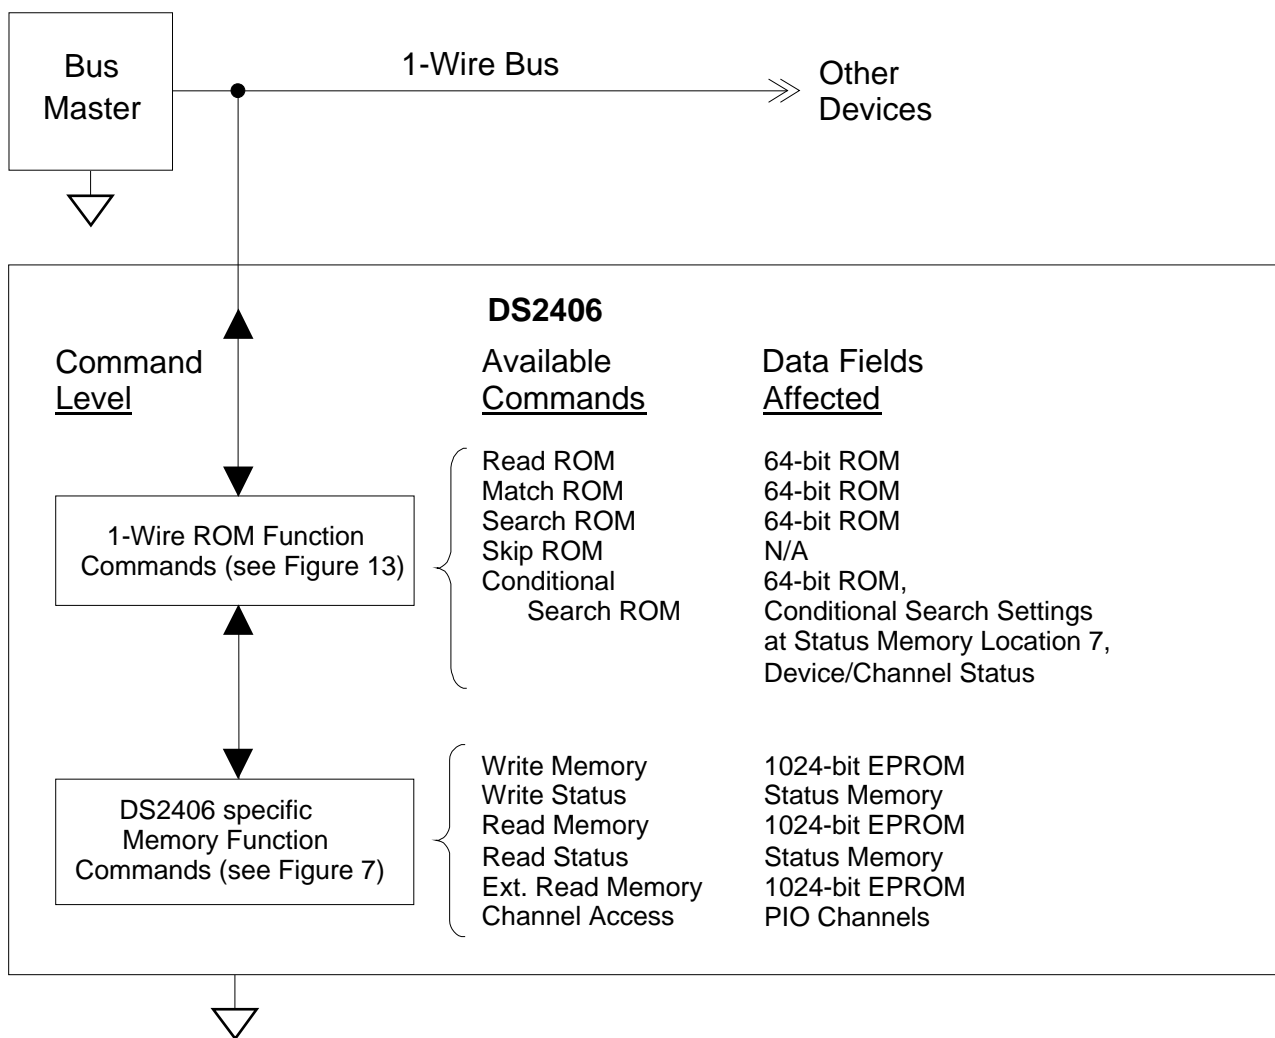 Bus
Master
1-Wire Bus
Other
Devices
DS2406
Command
Level
Available
Commands
Data Fields
Affected
1-Wire ROM Function
Commands (see Figure 13)
Read ROM 64-bit ROM
Match ROM 64-bit ROM
Search ROM 64-bit ROM
Skip ROM N/A
Conditional 64-bit ROM,
Search ROM Conditional Search Settings
at Status Memory Location 7,
Device/Channel Status
DS2406 specific
Memory Function
Commands (see Figure 7)
Write Memory 1024-bit EPROM
Write Status Status Memory
Read Memory 1024-bit EPROM
Read Status Status Memory
Ext. Read Memory 1024-bit EPROM
Channel Access PIO Channels